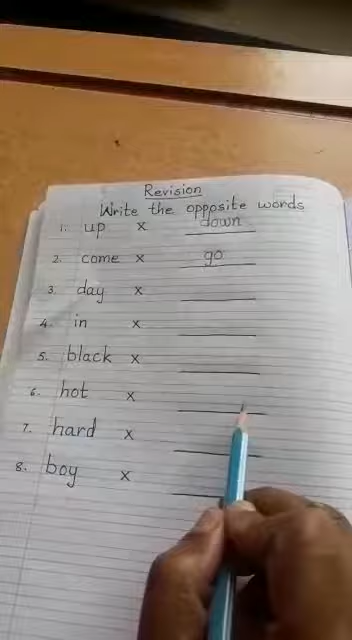 Revision
Write the opposite words
1. up x down
2. come x go
3. day x
4. in x
5. black x
6. hot x
7. hard x
8. boy x